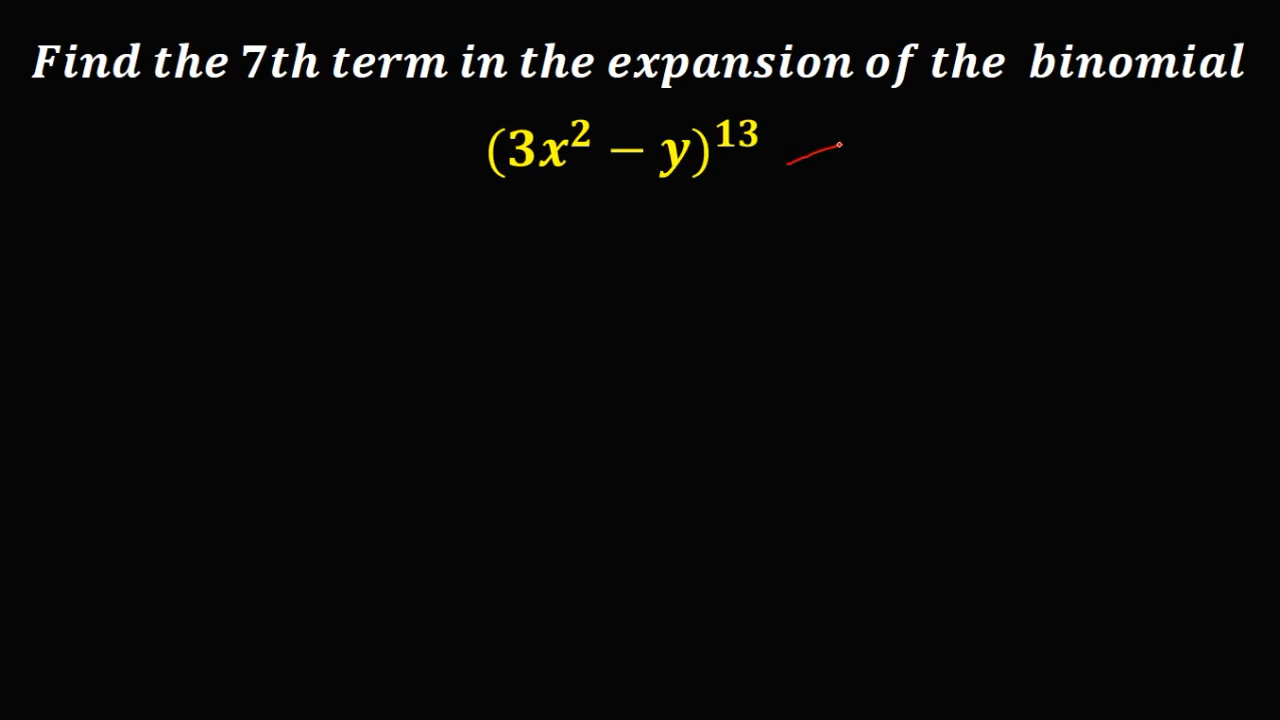 Find the 7th term in the expansion of the binomial
(3x² − y)¹³